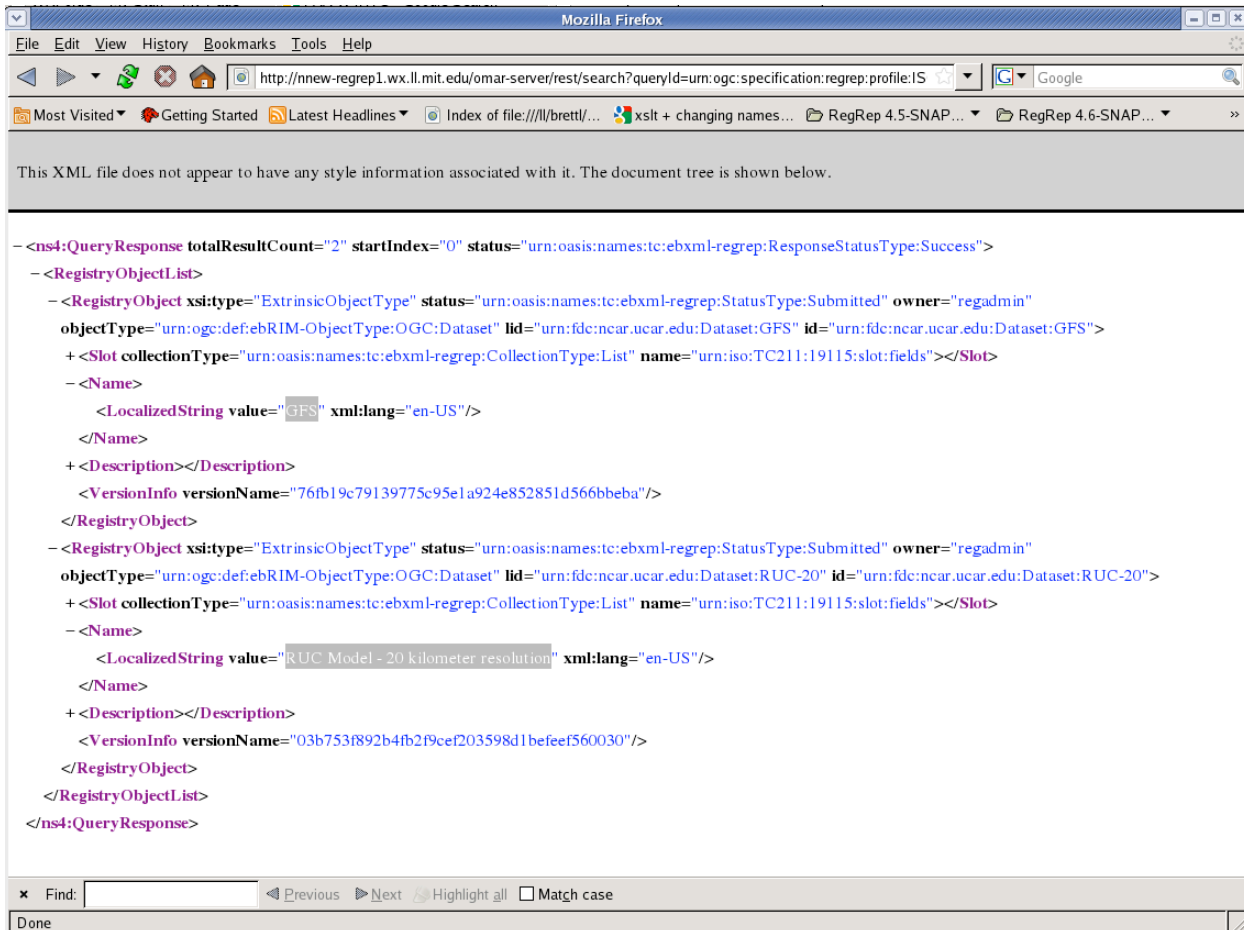 Mozilla Firefox
File Edit View History Bookmarks Tools Help
http://nnew-regrep1.wx.ll.mit.edu/omar-server/rest/search?queryId=urn:ogc:specification:regrep:profile:IS G Google
Most Visited Getting Started Latest Headlines Index of file:///ll/brettl/... xslt + changing names... RegRep 4.5-SNAP... RegRep 4.6-SNAP... »
This XML file does not appear to have any style information associated with it. The document tree is shown below.
− <ns4:QueryResponse totalResultCount="2" startIndex="0" status="urn:oasis:names:tc:ebxml-regrep:ResponseStatusType:Success">
− <RegistryObjectList>
− <RegistryObject xsi:type="ExtrinsicObjectType" status="urn:oasis:names:tc:ebxml-regrep:StatusType:Submitted" owner="regadmin"
objectType="urn:ogc:def:ebRIM-ObjectType:OGC:Dataset" lid="urn:fdc:ncar.ucar.edu:Dataset:GFS" id="urn:fdc:ncar.ucar.edu:Dataset:GFS">
+ <Slot collectionType="urn:oasis:names:tc:ebxml-regrep:CollectionType:List" name="urn:iso:TC211:19115:slot:fields"></Slot>
− <Name>
<LocalizedString value="GFS" xml:lang="en-US"/>
</Name>
+ <Description></Description>
<VersionInfo versionName="76fb19c79139775c95e1a924e852851d566bbeba"/>
</RegistryObject>
− <RegistryObject xsi:type="ExtrinsicObjectType" status="urn:oasis:names:tc:ebxml-regrep:StatusType:Submitted" owner="regadmin"
objectType="urn:ogc:def:ebRIM-ObjectType:OGC:Dataset" lid="urn:fdc:ncar.ucar.edu:Dataset:RUC-20" id="urn:fdc:ncar.ucar.edu:Dataset:RUC-20">
+ <Slot collectionType="urn:oasis:names:tc:ebxml-regrep:CollectionType:List" name="urn:iso:TC211:19115:slot:fields"></Slot>
− <Name>
<LocalizedString value="RUC Model - 20 kilometer resolution" xml:lang="en-US"/>
</Name>
+ <Description></Description>
<VersionInfo versionName="03b753f892b4fb2f9cef203598d1befeef560030"/>
</RegistryObject>
</RegistryObjectList>
</ns4:QueryResponse>
Find: Previous Next Highlight all Match case
Done